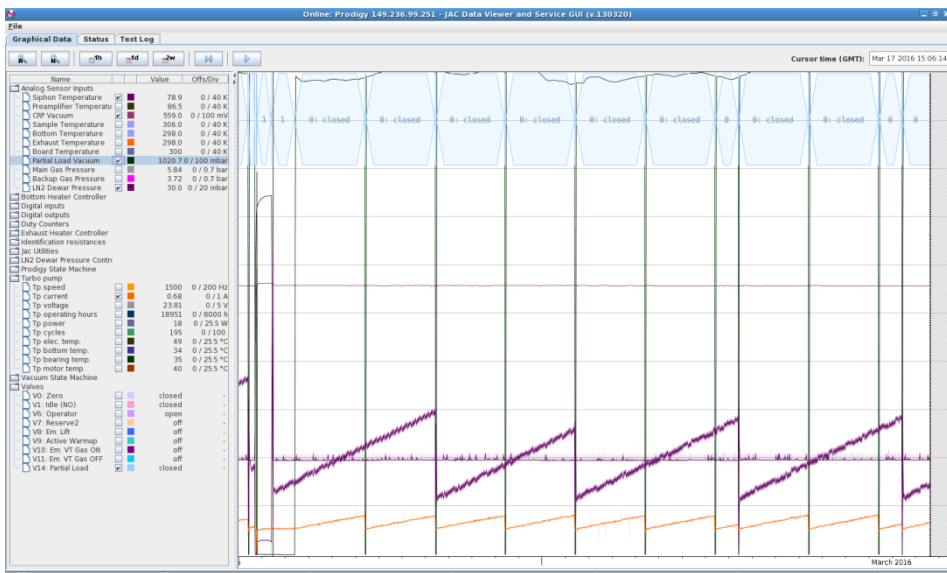 Online: Prodigy 149.236.99.251 - JAC Data Viewer and Service GUI (v.130320)
File
Graphical Data Status Text Log
1h 1d 2w Cursor time (GMT): Mar 17 2016 15:06:14
Name Value Offs/Div
Analog Sensor Inputs
Siphon Temperature 78.9 0 / 40 K
Preamplifier Temperatu 86.5 0 / 40 K
CRP Vacuum 559.0 0 / 100 mV
Sample Temperature 306.0 0 / 40 K
Bottom Temperature 298.0 0 / 40 K
Exhaust Temperature 298.0 0 / 40 K
Board Temperature 300 0 / 40 K
Partial Load Vacuum 1020.7 0 / 100 mbar
Main Gas Pressure 5.84 0 / 0.7 bar
Backup Gas Pressure 3.72 0 / 0.7 bar
LN2 Dewar Pressure 30.0 0 / 20 mbar
Bottom Heater Controller
Digital inputs
Digital outputs
Duty Counters
Exhaust Heater Controller
Identification resistances
Jac Utilities
LN2 Dewar Pressure Contr
Prodigy State Machine
Turbo pump
Tp speed 1500 0 / 200 Hz
Tp current 0.68 0 / 1 A
Tp voltage 23.81 0 / 5 V
Tp operating hours 18951 0 / 8000 h
Tp power 18 0 / 25.5 W
Tp cycles 195 0 / 100
Tp elec. temp. 49 0 / 25.5 °C
Tp bottom temp. 34 0 / 25.5 °C
Tp bearing temp. 35 0 / 25.5 °C
Tp motor temp. 40 0 / 25.5 °C
Vacuum State Machine
Valves
V0: Zero closed -
V1: Idle (NO) closed -
V6: Operator open -
V7: Reserve2 off -
V8: Em. Lift off -
V9: Active Warmup off -
V10: Em. VT Gas ON off -
V11: Em. VT Gas OFF off -
V14: Partial Load closed -
1 1 0: closed 0: closed 0: closed 0: closed 0: closed 0: closed 0 0: closed 0: closed 0 0
March 2016